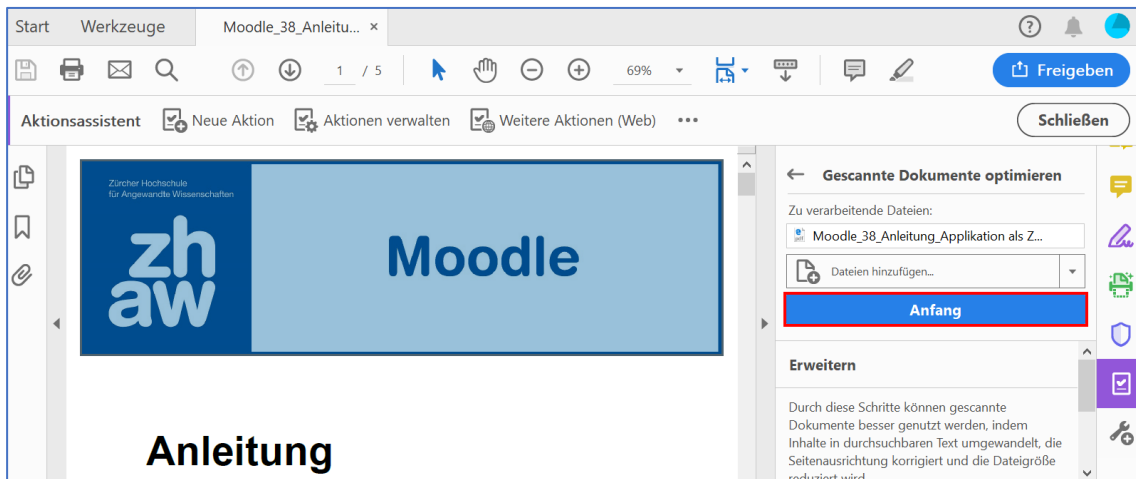 Start Werkzeuge Moodle_38_Anleitu... ×
1 / 5 69% Freigeben
Aktionsassistent Neue Aktion Aktionen verwalten Weitere Aktionen (Web) ••• Schließen
Zürcher Hochschule
für Angewandte Wissenschaften
zh
aw
Moodle
Anleitung
Gescannte Dokumente optimieren
Zu verarbeitende Dateien:
Moodle_38_Anleitung_Applikation als Z...
Dateien hinzufügen...
Anfang
Erweitern
Durch diese Schritte können gescannte
Dokumente besser genutzt werden, indem
Inhalte in durchsuchbaren Text umgewandelt, die
Seitenausrichtung korrigiert und die Dateigröße
reduziert wird